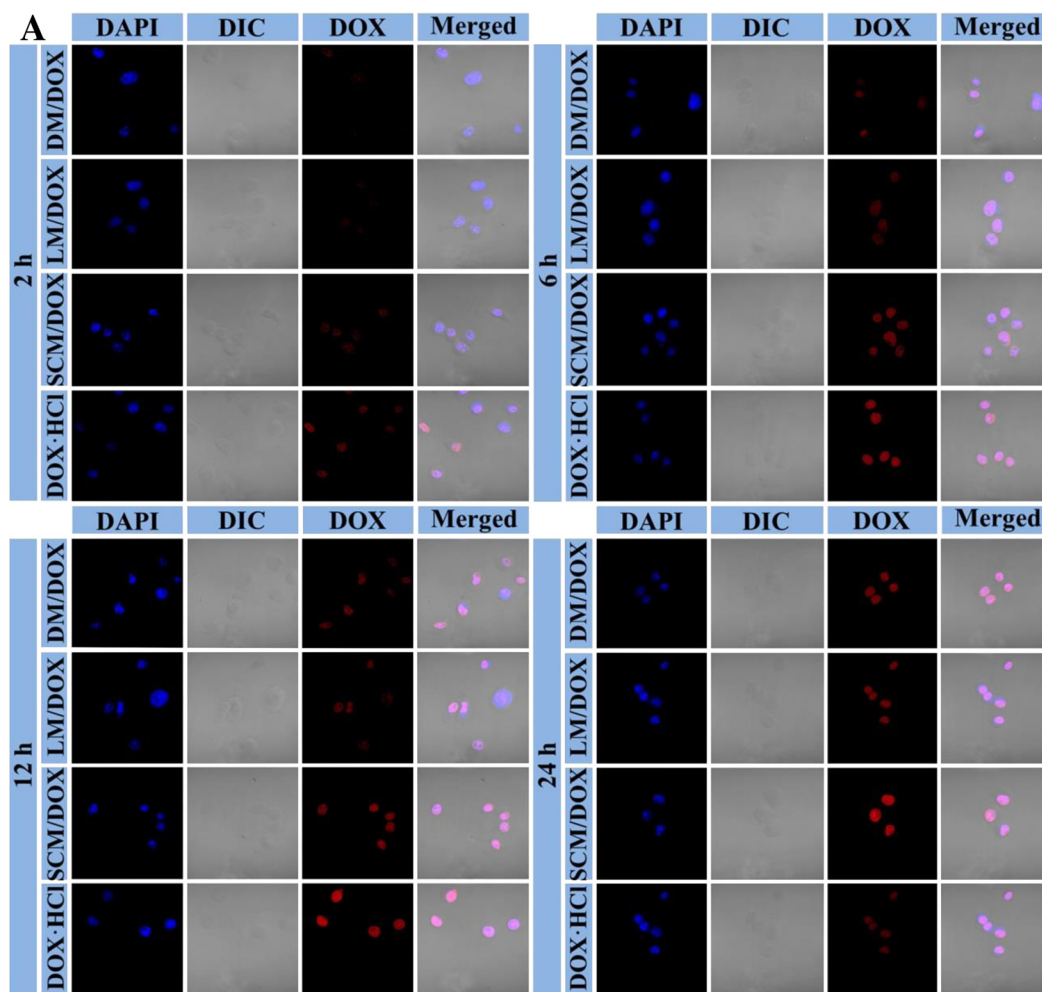 A
DAPI DIC DOX Merged
2 h
DM/DOX
LM/DOX
SCM/DOX
DOX·HCl
DAPI DIC DOX Merged
6 h
DM/DOX
LM/DOX
SCM/DOX
DOX·HCl
DAPI DIC DOX Merged
12 h
DM/DOX
LM/DOX
SCM/DOX
DOX·HCl
DAPI DIC DOX Merged
24 h
DM/DOX
LM/DOX
SCM/DOX
DOX·HCl